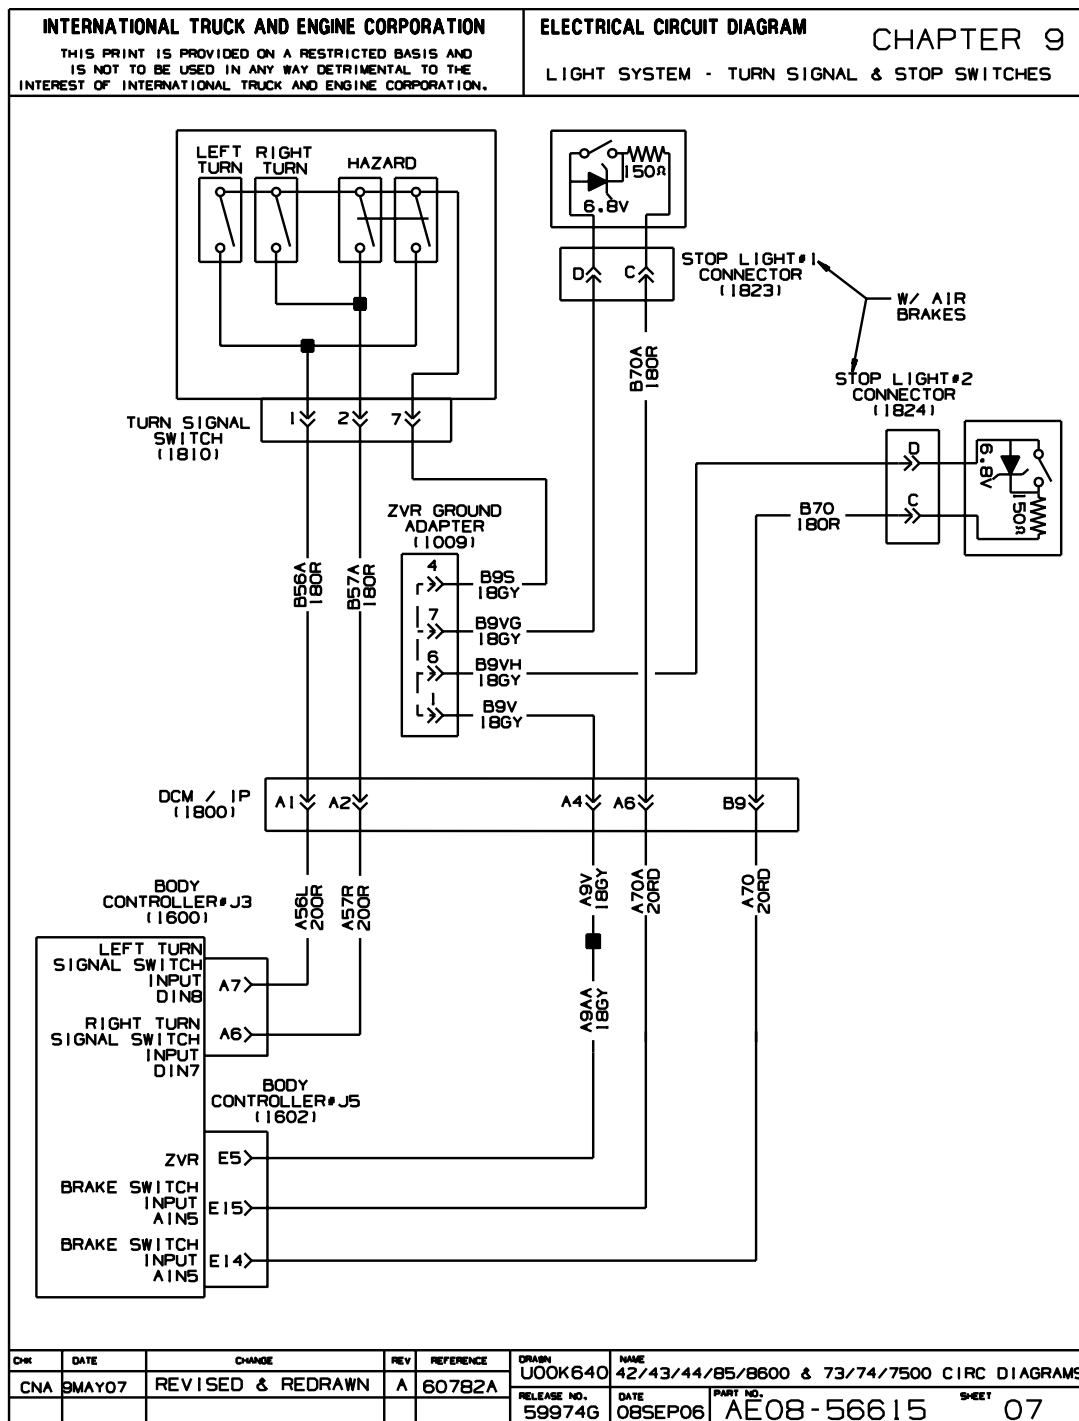 INTERNATIONAL TRUCK AND ENGINE CORPORATION
THIS PRINT IS PROVIDED ON A RESTRICTED BASIS AND
IS NOT TO BE USED IN ANY WAY DETRIMENTAL TO THE
INTEREST OF INTERNATIONAL TRUCK AND ENGINE CORPORATION.
ELECTRICAL CIRCUIT DIAGRAM
CHAPTER 9
LIGHT SYSTEM - TURN SIGNAL & STOP SWITCHES
LEFT
TURN
RIGHT
TURN
HAZARD
150Ω
6.8V
D
C
STOP LIGHT#1
CONNECTOR
(1823)
W/ AIR
BRAKES
B70A
18OR
STOP LIGHT#2
CONNECTOR
(1824)
D
C
6.8V
150Ω
B70
18OR
TURN SIGNAL
SWITCH
(1810)
1
2
7
ZVR GROUND
ADAPTER
(1009)
4
7
6
1
B9S
18GY
B9VG
18GY
B9VH
18GY
B9V
18GY
B56A
18OR
B57A
18OR
DCM / IP
(1800)
A1
A2
A4
A6
B9
A56L
20OR
A57R
20OR
A9V
18GY
A70A
20RD
A70
20RD
A9AA
18GY
BODY
CONTROLLER#J3
(1600)
LEFT TURN
SIGNAL SWITCH
INPUT
DIN8
A7
RIGHT TURN
SIGNAL SWITCH
INPUT
DIN7
A6
BODY
CONTROLLER#J5
(1602)
ZVR
E5
BRAKE SWITCH
INPUT
AIN5
E15
BRAKE SWITCH
INPUT
AIN5
E14
CHK
DATE
CHANGE
REV
REFERENCE
CNA
9MAY07
REVISED & REDRAWN
A
60782A
DRAWN
U00K640
NAME
42/43/44/85/8600 & 73/74/7500 CIRC DIAGRAMS
RELEASE NO.
59974G
DATE
08SEP06
PART NO.
AE08-56615
SHEET
07